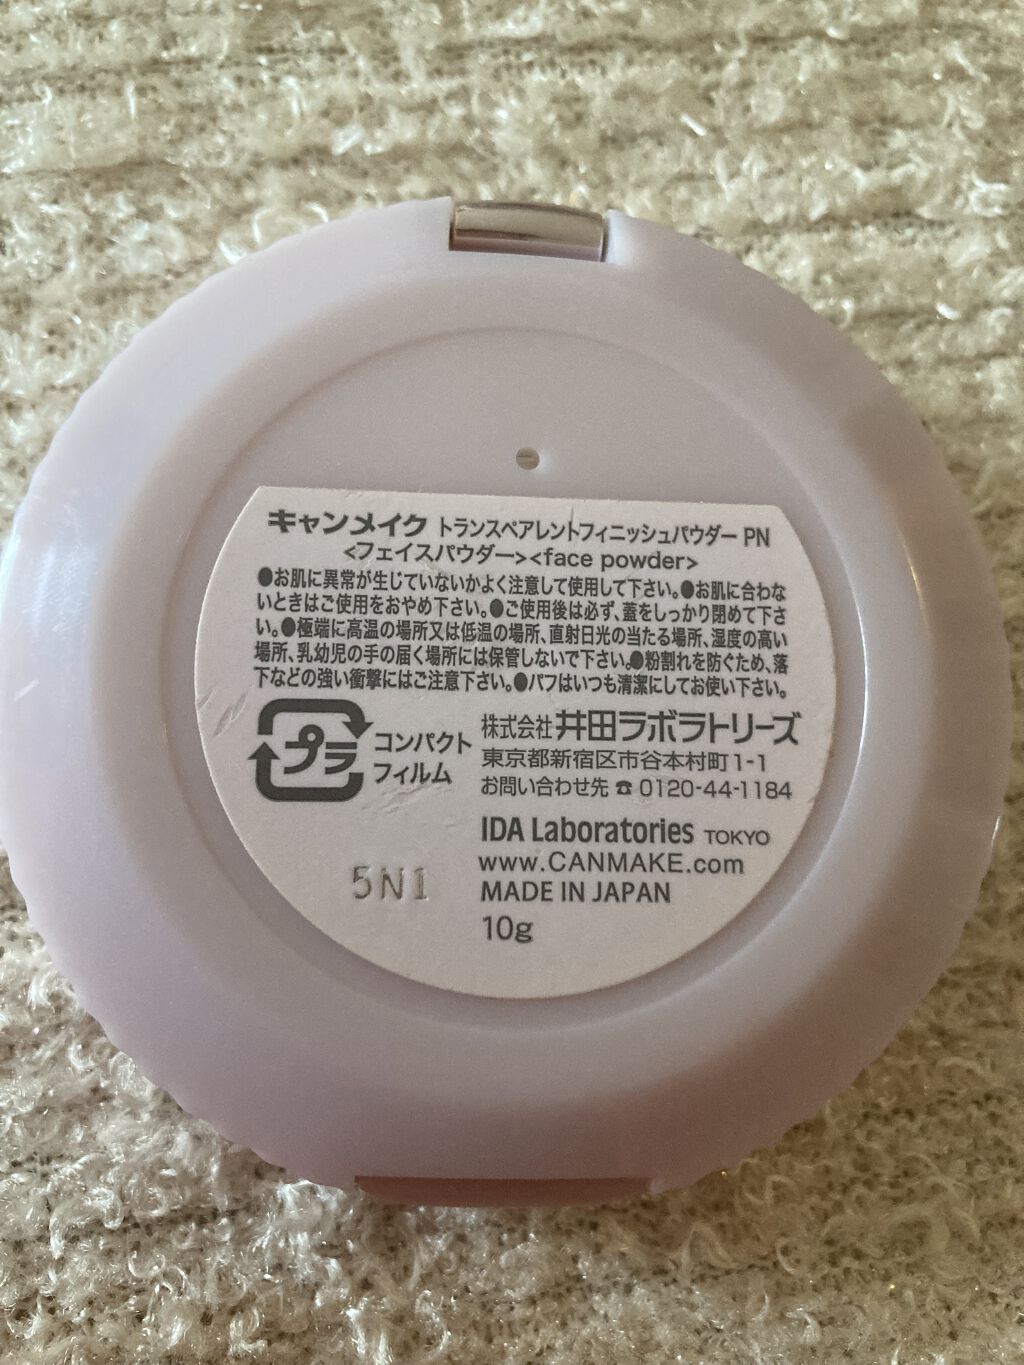 キャンメイク トランスペアレントフィニッシュパウダー PN
<フェイスパウダー><face powder>
●お肌に異常が生じていないかよく注意して使用して下さい。●お肌に合わな
いときはご使用をおやめ下さい。●ご使用後は必ず、蓋をしっかり閉めて下さ
い。●極端に高温の場所又は低温の場所、直射日光の当たる場所、湿度の高い
場所、乳幼児の手の届く場所には保管しないで下さい。●粉割れを防ぐため、落
下などの強い衝撃にはご注意下さい。●パフはいつも清潔にしてお使い下さい。
プラ
コンパクト
フィルム
株式会社 井田ラボラトリーズ
東京都新宿区市谷本村町1-1
お問い合わせ先 ☎ 0120-44-1184
IDA Laboratories TOKYO
www.CANMAKE.com
MADE IN JAPAN
10g
5N1